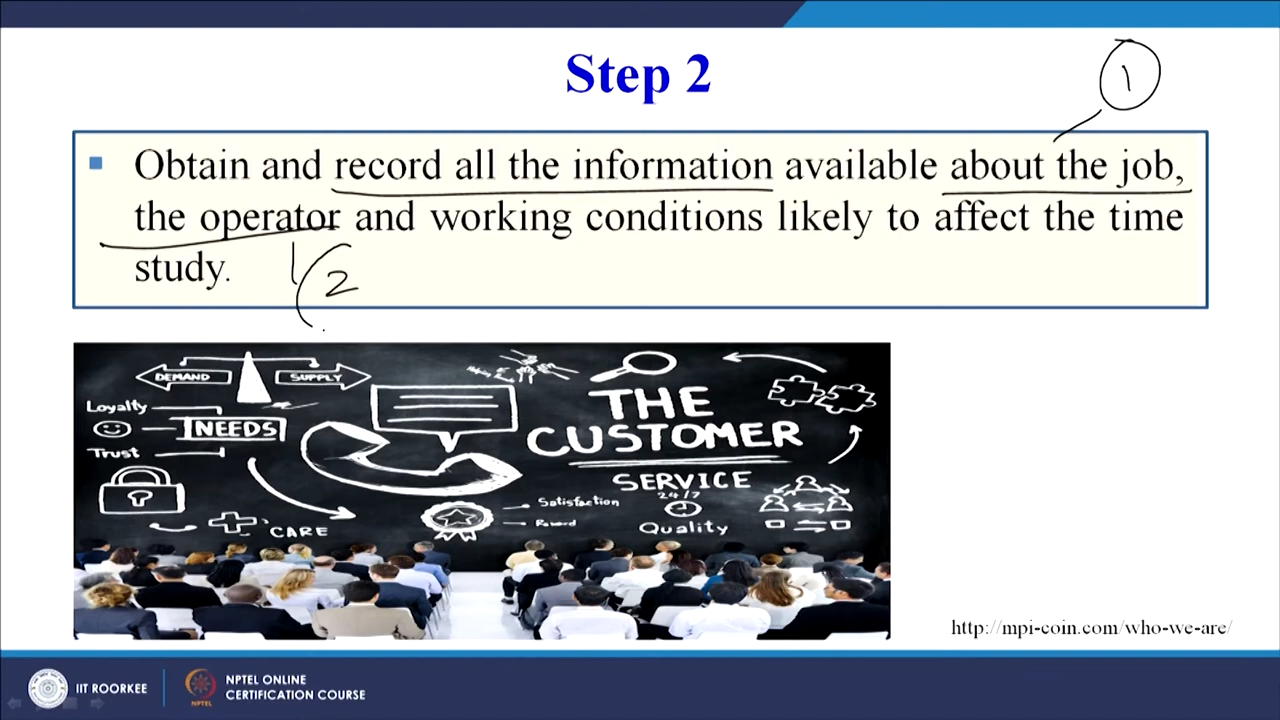 Step 2
1
Obtain and record all the information available about the job,
the operator and working conditions likely to affect the time
study.
2
DEMAND
SUPPLY
Loyalty
NEEDS
Trust
CARE
THE
CUSTOMER
SERVICE
24/7
Quality
Satisfaction
Reward
http://mpi-coin.com/who-we-are/
IIT ROORKEE
NPTEL
NPTEL ONLINE
CERTIFICATION COURSE